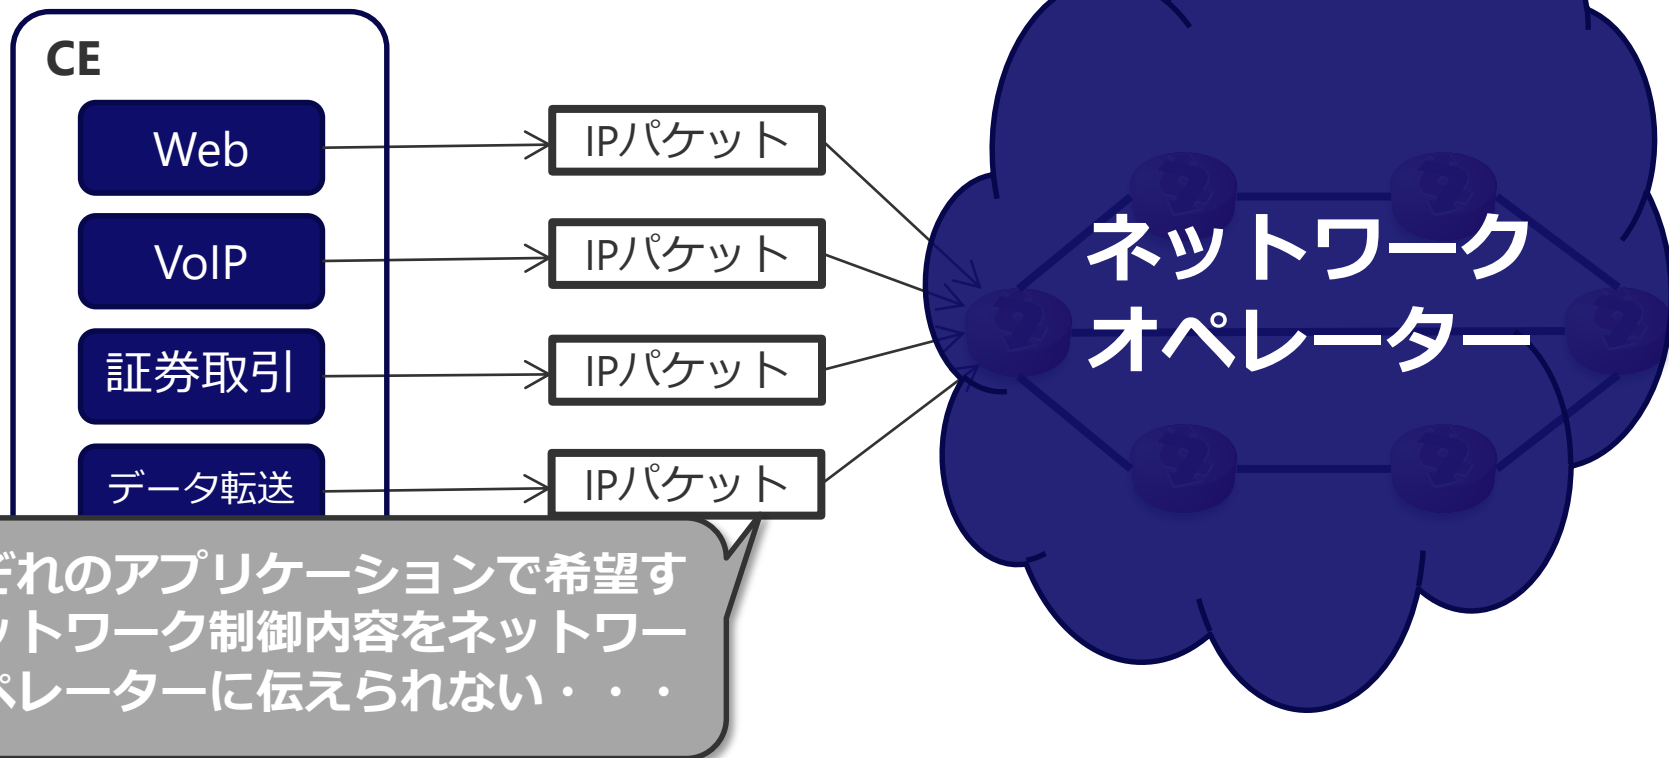 CE
Web
IPパケット
VoIP
IPパケット
証券取引
IPパケット
データ転送
IPパケット
ネットワーク
オペレーター
ぞれのアプリケーションで希望す
ットワーク制御内容をネットワー
ペレーターに伝えられない・・・